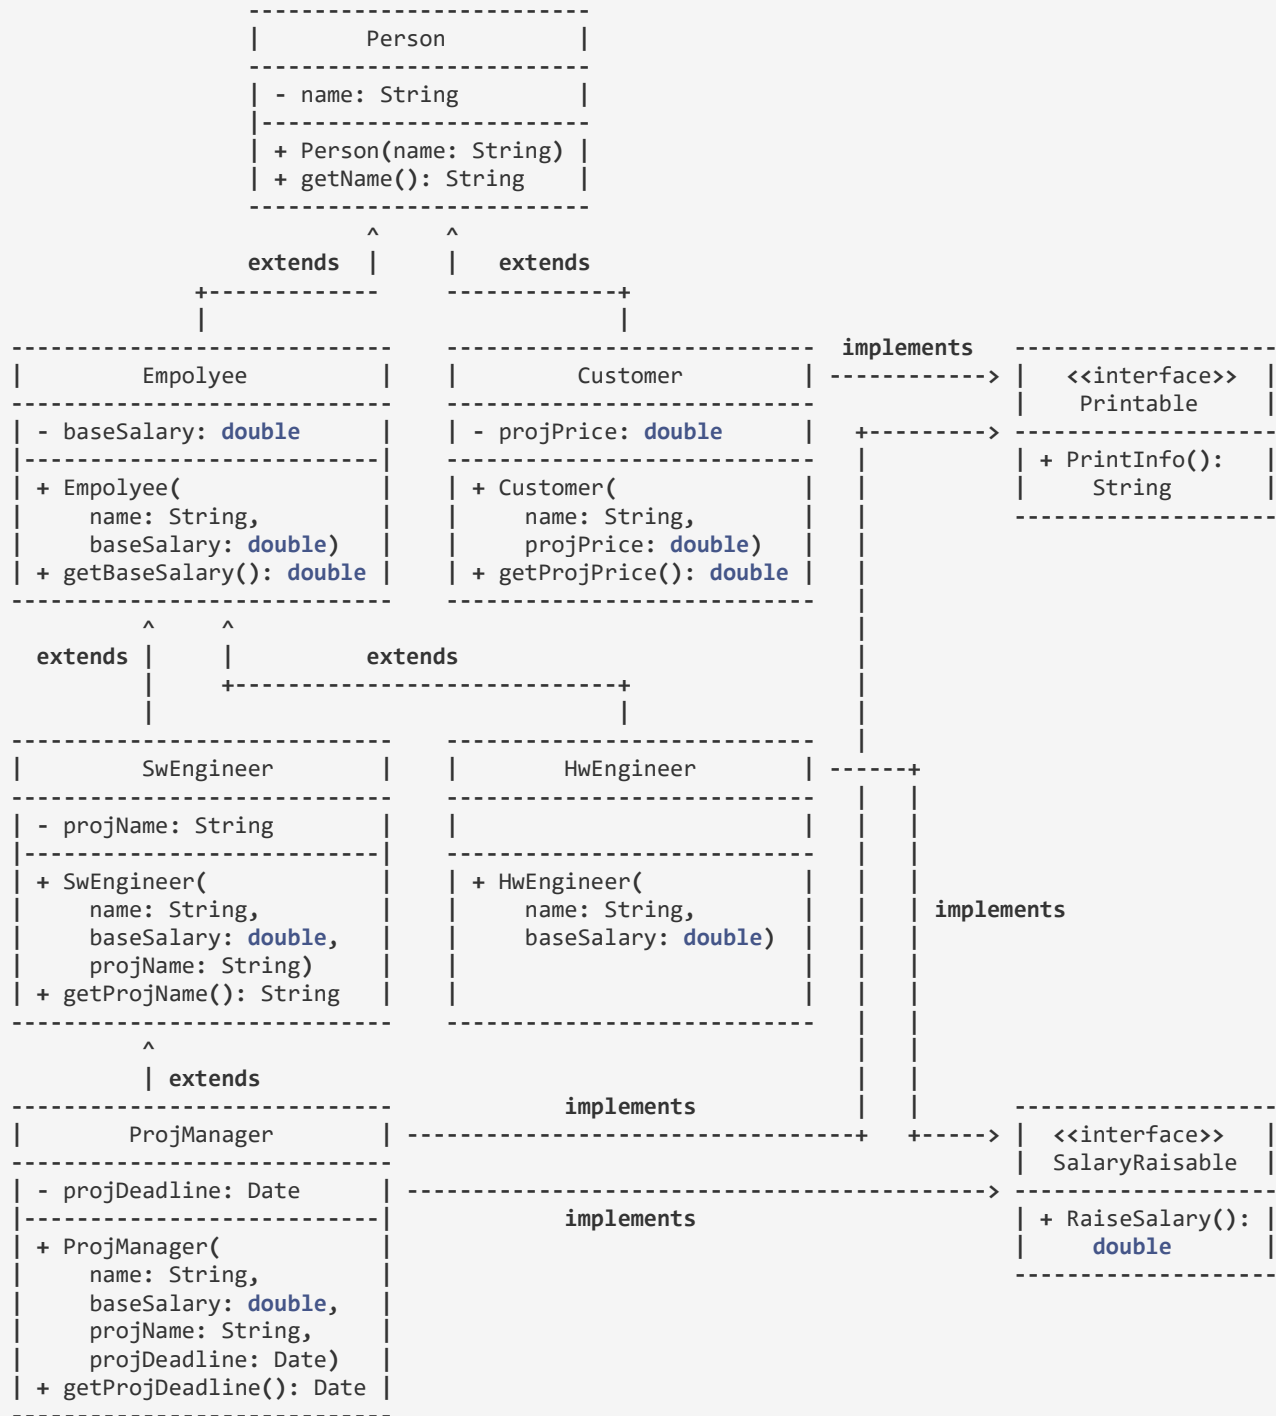 Person
- name: String
+ Person(name: String)
+ getName(): String
extends extends
implements
Empolyee Customer <<interface>>
Printable
- baseSalary: double - projPrice: double
+ PrintInfo():
+ Empolyee( + Customer( String
name: String, name: String,
baseSalary: double) projPrice: double)
+ getBaseSalary(): double + getProjPrice(): double
extends extends
SwEngineer HwEngineer
- projName: String
+ SwEngineer( + HwEngineer(
name: String, name: String, implements
baseSalary: double, baseSalary: double)
projName: String)
+ getProjName(): String
extends
implements
ProjManager <<interface>>
SalaryRaisable
- projDeadline: Date
implements + RaiseSalary():
+ ProjManager( double
name: String,
baseSalary: double,
projName: String,
projDeadline: Date)
+ getProjDeadline(): Date